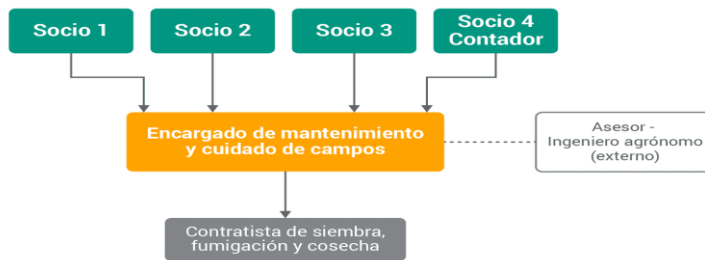 Socio 1
Socio 2
Socio 3
Socio 4
Contador
Encargado de mantenimiento
y cuidado de campos
Asesor -
Ingeniero agrónomo
(externo)
Contratista de siembra,
fumigación y cosecha